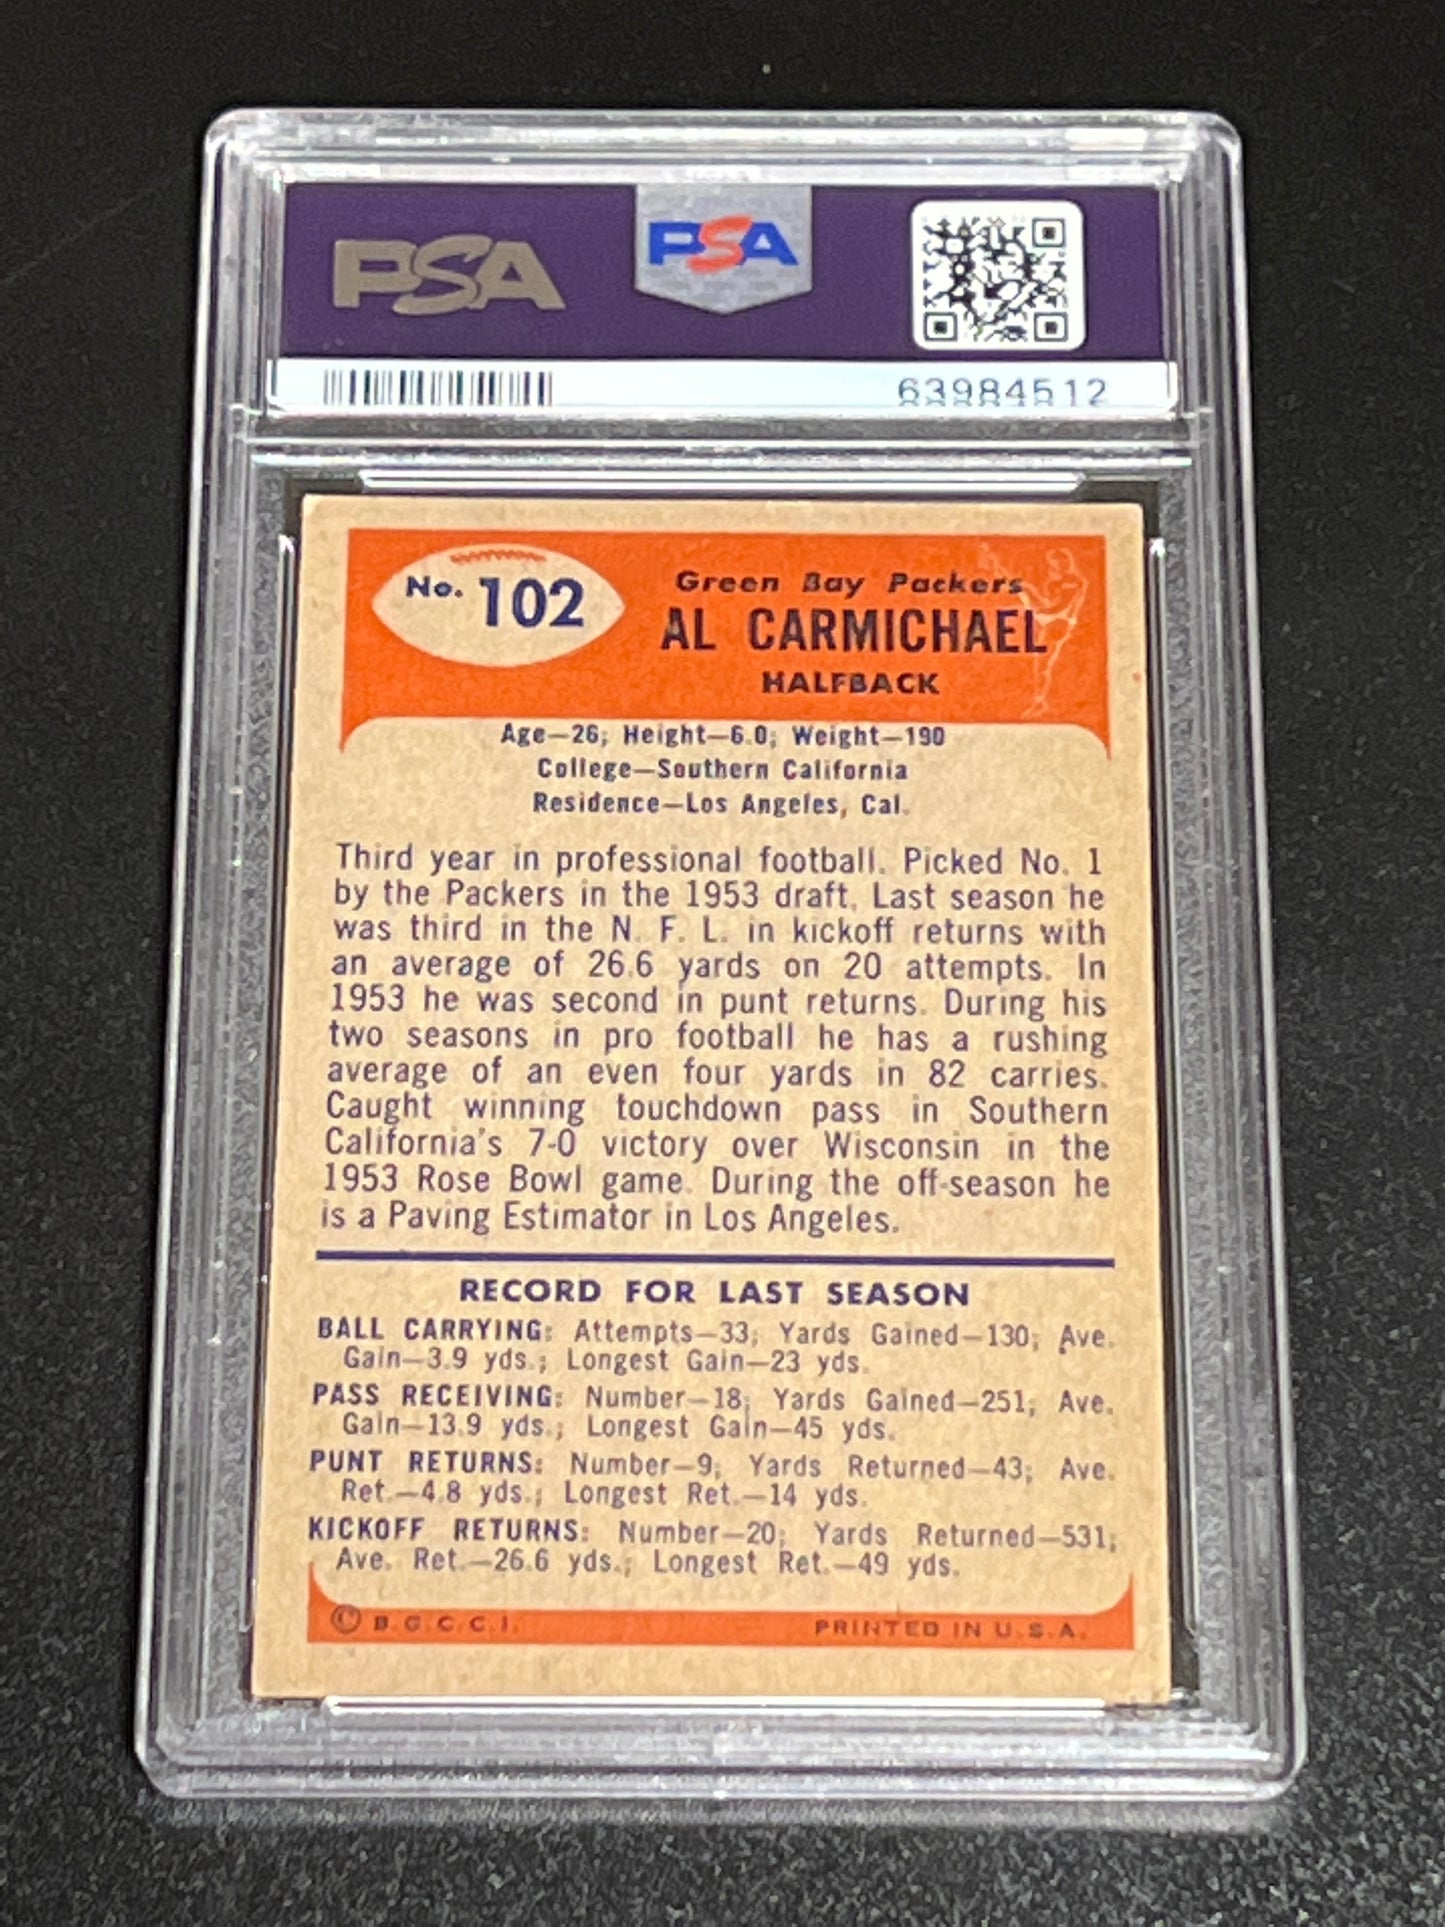 PSA
PSA
63984512
No. 102
Green Bay Packers
AL CARMICHAEL
HALFBACK
Age—26; Height—6.0; Weight—190
College—Southern California
Residence—Los Angeles, Cal.
Third year in professional football. Picked No. 1
by the Packers in the 1953 draft. Last season he
was third in the N. F. L. in kickoff returns with
an average of 26.6 yards on 20 attempts. In
1953 he was second in punt returns. During his
two seasons in pro football he has a rushing
average of an even four yards in 82 carries.
Caught winning touchdown pass in Southern
California's 7-0 victory over Wisconsin in the
1953 Rose Bowl game. During the off-season he
is a Paving Estimator in Los Angeles.
RECORD FOR LAST SEASON
BALL CARRYING: Attempts—33; Yards Gained—130; Ave.
Gain—3.9 yds.; Longest Gain—23 yds.
PASS RECEIVING: Number—18; Yards Gained—251; Ave.
Gain—13.9 yds.; Longest Gain—45 yds.
PUNT RETURNS: Number—9; Yards Returned—43; Ave.
Ret.—4.8 yds.; Longest Ret.—14 yds.
KICKOFF RETURNS: Number—20; Yards Returned—531;
Ave. Ret.—26.6 yds.; Longest Ret.—49 yds.
© B. G. C. C. I. PRINTED IN U. S. A.